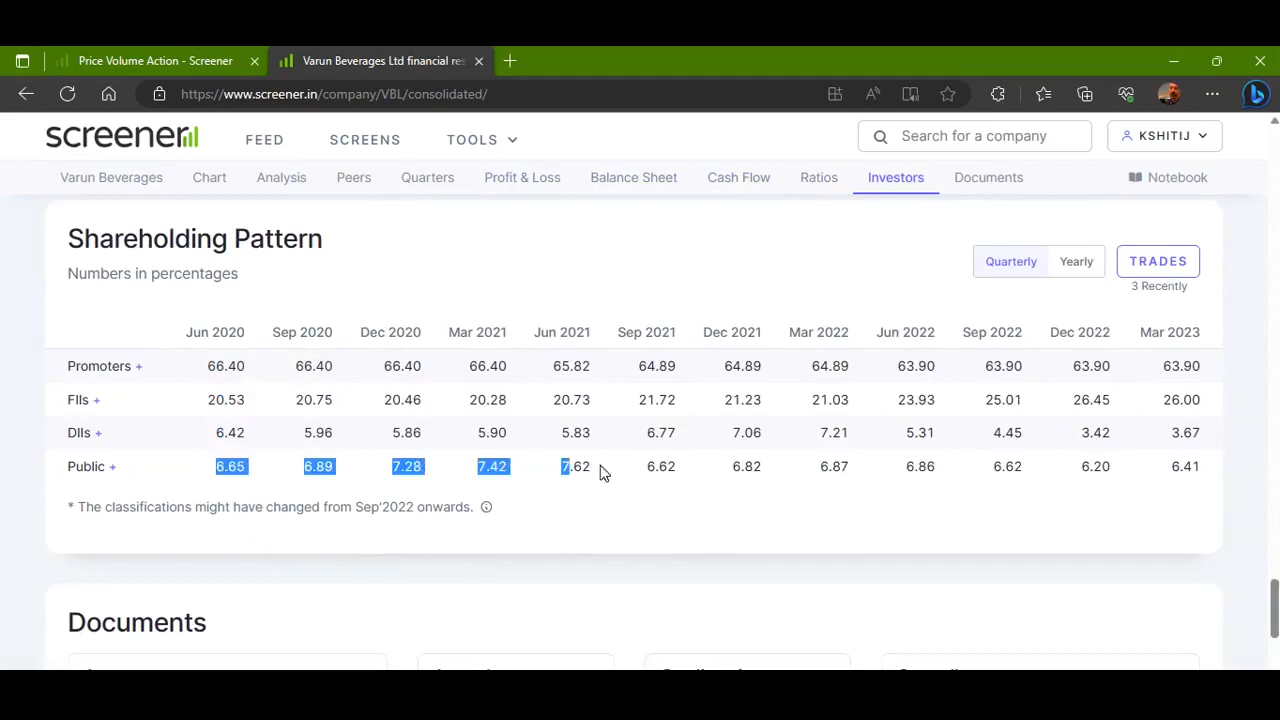 Price Volume Action - Screener
Varun Beverages Ltd financial res
https://www.screener.in/company/VBL/consolidated/
screener
FEED SCREENS TOOLS
Search for a company
KSHITIJ
Varun Beverages Chart Analysis Peers Quarters Profit & Loss Balance Sheet Cash Flow Ratios Investors Documents Notebook
Shareholding Pattern
Numbers in percentages
Quarterly Yearly TRADES
3 Recently
Jun 2020 Sep 2020 Dec 2020 Mar 2021 Jun 2021 Sep 2021 Dec 2021 Mar 2022 Jun 2022 Sep 2022 Dec 2022 Mar 2023
Promoters + 66.40 66.40 66.40 66.40 65.82 64.89 64.89 64.89 63.90 63.90 63.90 63.90
FIIs + 20.53 20.75 20.46 20.28 20.73 21.72 21.23 21.03 23.93 25.01 26.45 26.00
DIIs + 6.42 5.96 5.86 5.90 5.83 6.77 7.06 7.21 5.31 4.45 3.42 3.67
Public + 6.65 6.89 7.28 7.42 7.62 6.62 6.82 6.87 6.86 6.62 6.20 6.41
* The classifications might have changed from Sep'2022 onwards.
Documents